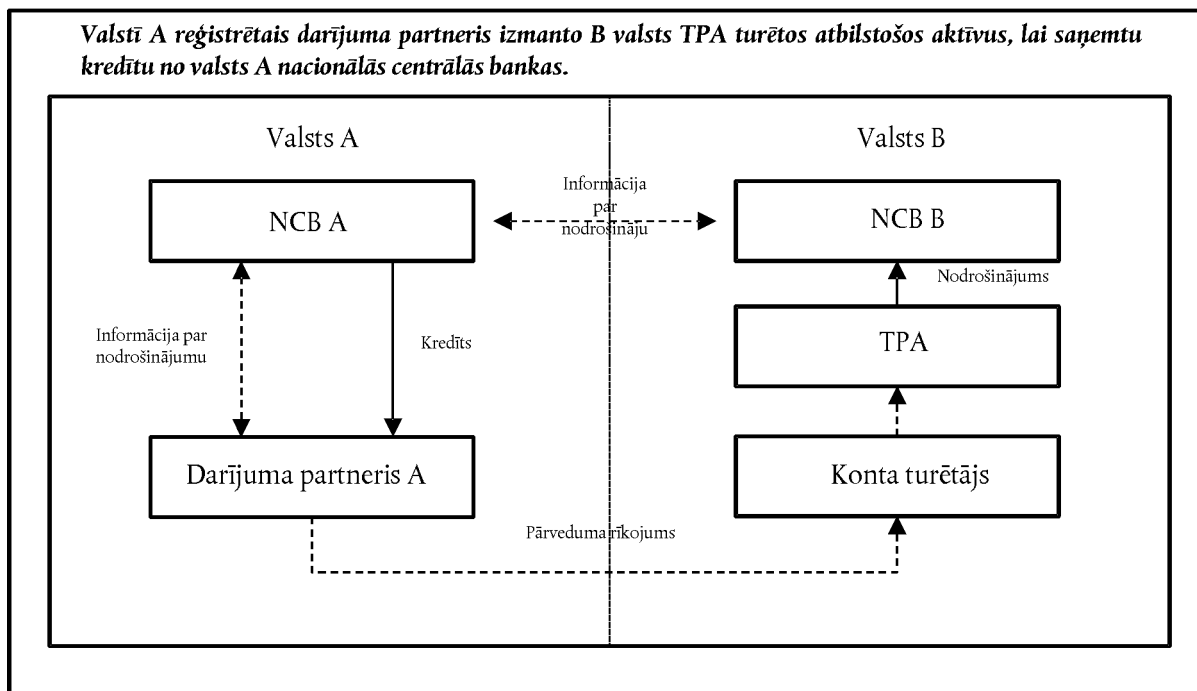 Valstī A reģistrētais darījuma partneris izmanto B valsts TPA turētos atbilstošos aktīvus, lai saņemtu
kredītu no valsts A nacionālās centrālās bankas.
Valsts A
Valsts B
NCB A
Informācija
par
nodrošināju
NCB B
Nodrošinājums
Informācija par
nodrošinājumu
Kredīts
TPA
Darījuma partneris A
Konta turētājs
Pārveduma rīkojums